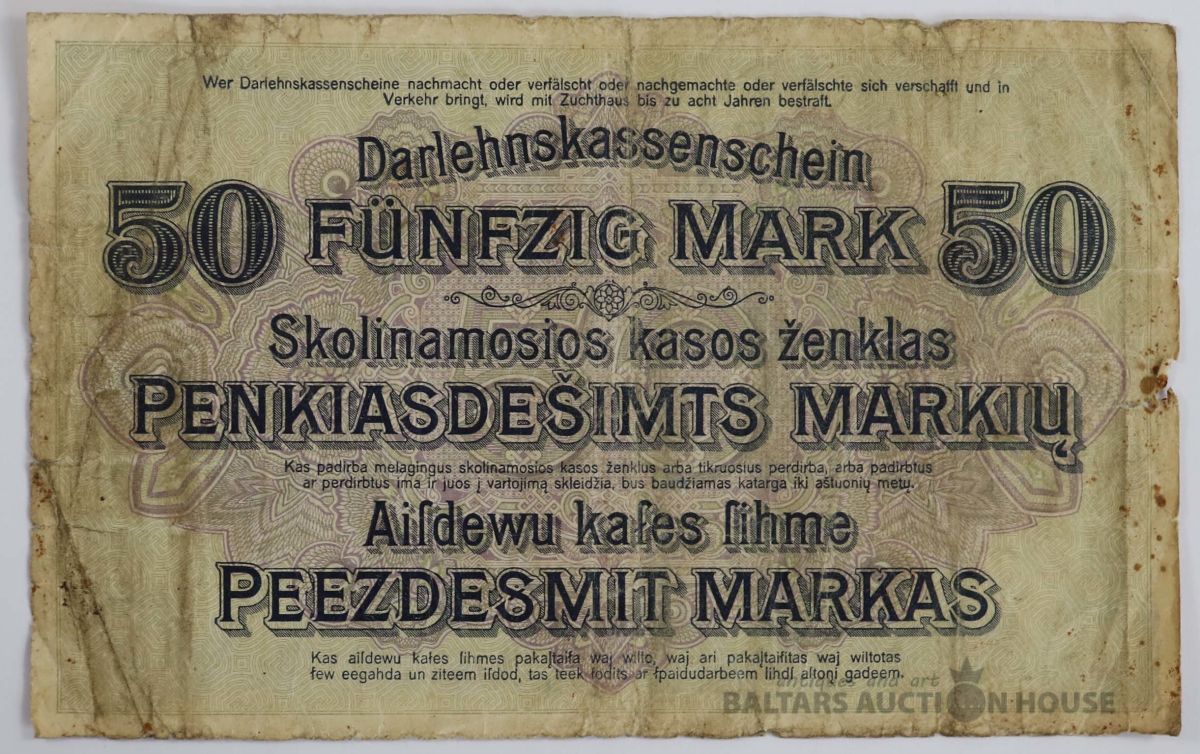 Wer Darlehnskassenscheine nachmacht oder verfälscht oder nachgemachte oder verfälschte sich verschafft und in
Verkehr bringt, wird mit Zuchthaus bis zu acht Jahren bestraft.
Darlehnskassenschein
50 FÜNFZIG MARK 50
Skolinamosios kasos ženklas
PENKIASDEŠIMTS MARKIŲ
Kas padirba melagingus skolinamosios kasos ženklus arba tikruosius perdirba, arba padirbtus
ar perdirbtus ima ir juos į vartojimą skleidžia, bus baudžiamas katarga iki aštuonių metų.
Aiſdewu kaſes ſihme
PEEZDESMIT MARKAS
Kas aiſdewu kaſes ſihmes pakaļtaiſa waj wilto, waj ari pakaļtaiſitas waj wiltotas
ſew eegahda un ziteem iſdod, tas teek ſodits ar ſpaidudarbeem lihdſ aſtoņi gadeem.
antiques and art
BALTARS AUCTION HOUSE